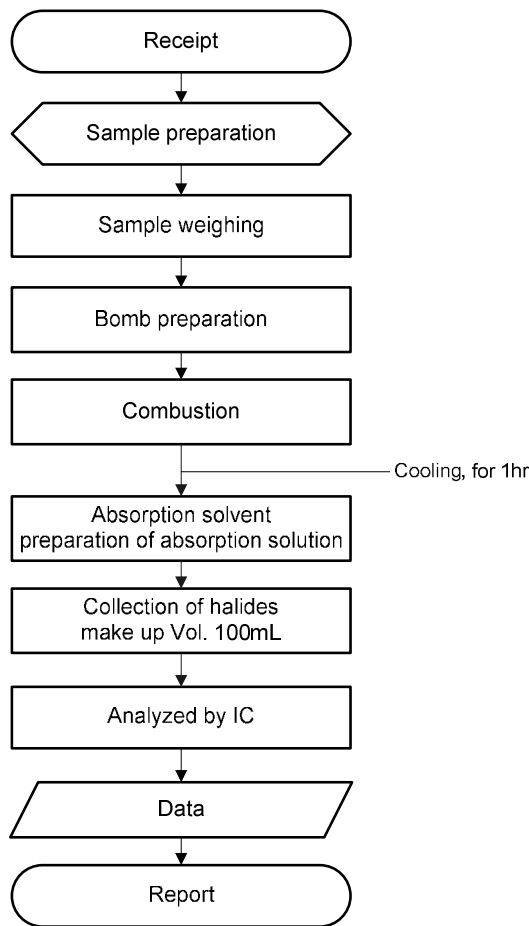 Receipt
Sample preparation
Sample weighing
Bomb preparation
Combustion
Cooling, for 1hr
Absorption solvent
preparation of absorption solution
Collection of halides
make up Vol. 100mL
Analyzed by IC
Data
Report